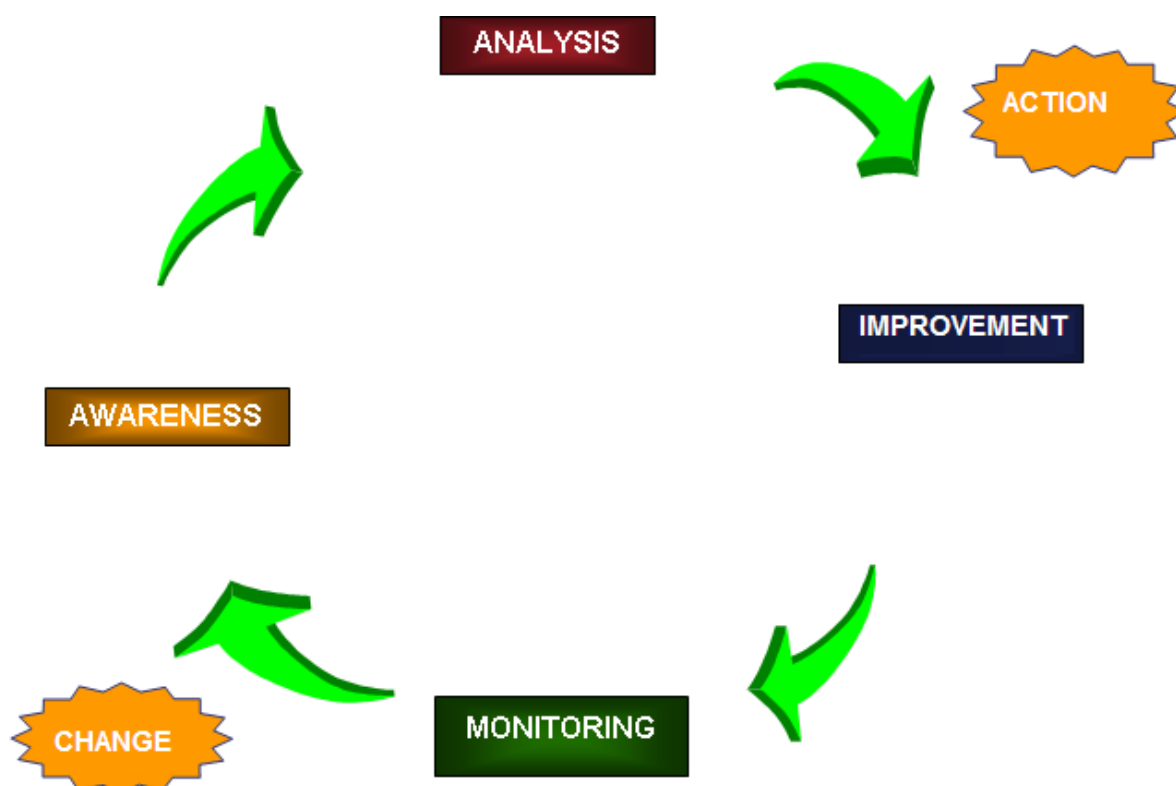 ANALYSIS
ACTION
IMPROVEMENT
AWARENESS
MONITORING
CHANGE